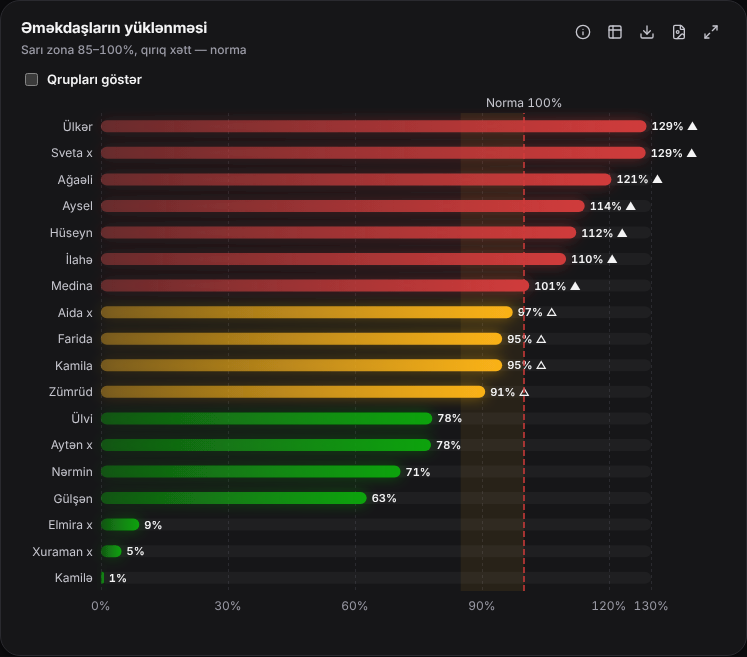 Əməkdaşların yüklənməsi
Sarı zona 85–100%, qırıq xətt — norma
Qrupları göstər
Norma 100%
Ülkər 129% ▲
Sveta x 129% ▲
Ağaəli 121% ▲
Aysel 114% ▲
Hüseyn 112% ▲
İlahə 110% ▲
Medina 101% ▲
Aida x 97% △
Farida 95% △
Kamila 95% △
Zümrüd 91% △
Ülvi 78%
Aytən x 78%
Nərmin 71%
Gülşən 63%
Elmira x 9%
Xuraman x 5%
Kamilə 1%
0% 30% 60% 90% 120% 130%